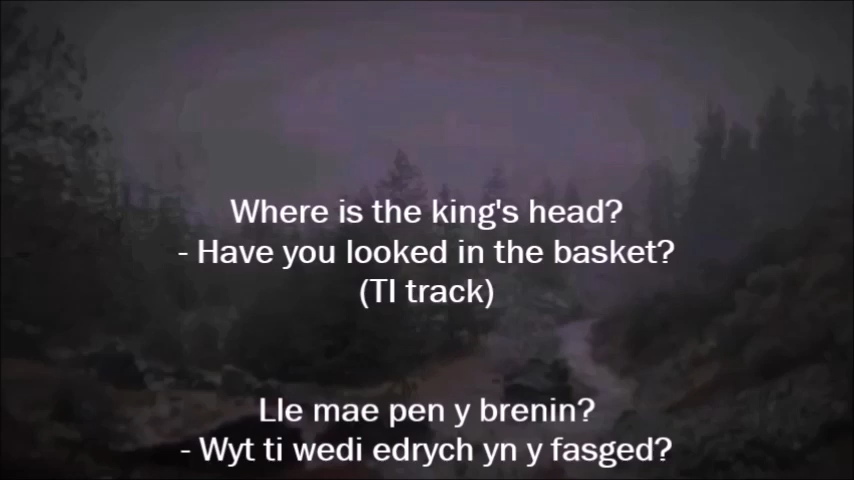 Where is the king's head?
- Have you looked in the basket?
(TI track)
Lle mae pen y brenin?
- Wyt ti wedi edrych yn y fasged?